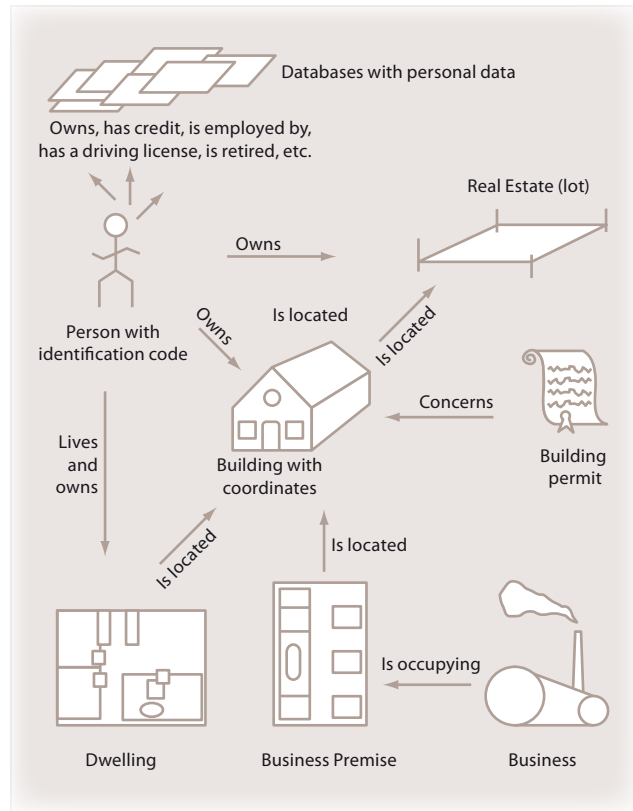 Databases with personal data
Owns, has credit, is employed by,
has a driving license, is retired, etc.
Real Estate (lot)
Owns
Owns
Is located
Is located
Person with
identification code
Concerns
Building
permit
Lives
and
owns
Building with
coordinates
Is located
Is located
Is occupying
Dwelling
Business Premise
Business